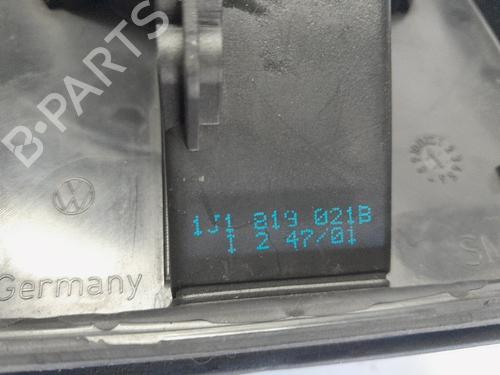 B-PARTS
1J1 819 021B
1 2 47/01
Germany